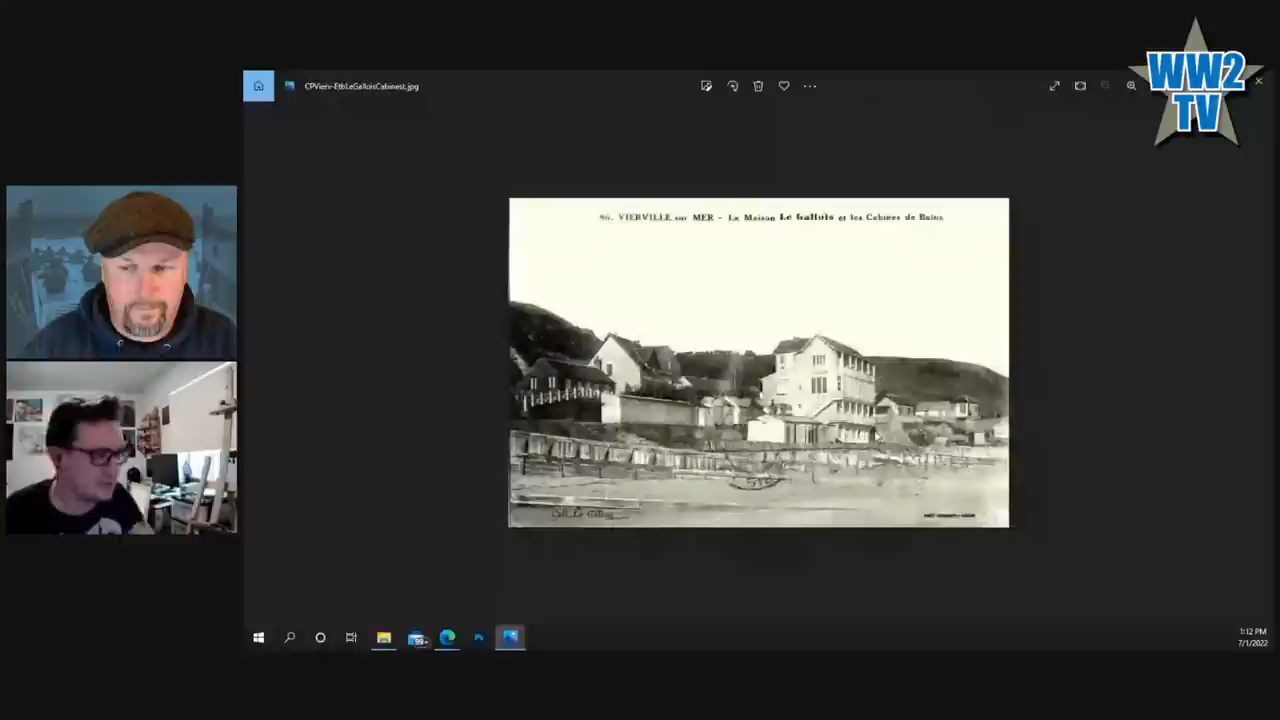 CPVierv-EtbLeGalloisCabinest.jpg
WW2
TV
86. VIERVILLE sur MER - La Maison Le Gallois et les Cabines de Bains
99+
1:12 PM
7/1/2022